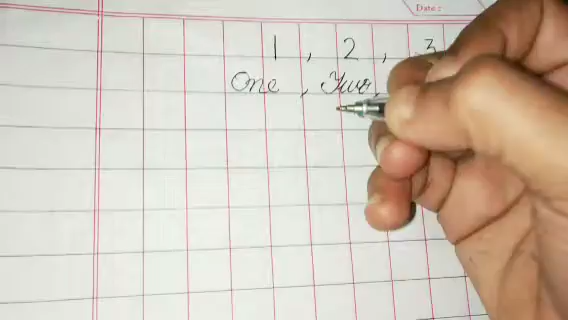 Date :
1 , 2 , 3
One , Two,